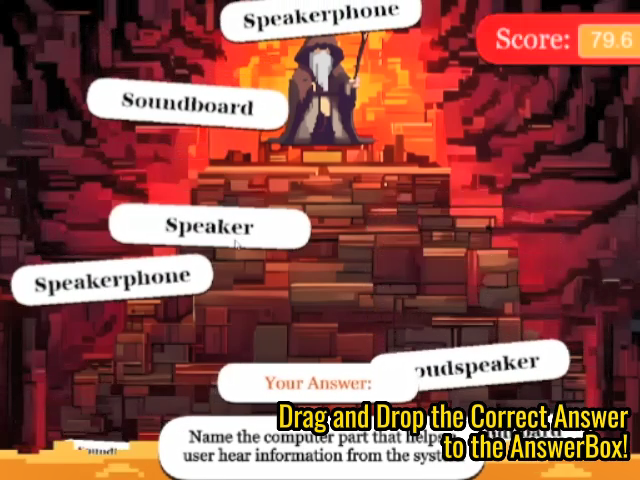 Speakerphone
Score: 79.6
Soundboard
Speaker
Speakerphone
oudspeaker
Your Answer:
Drag and Drop the Correct Answer
to the AnswerBox!
Name the computer part that helps
user hear information from the syst